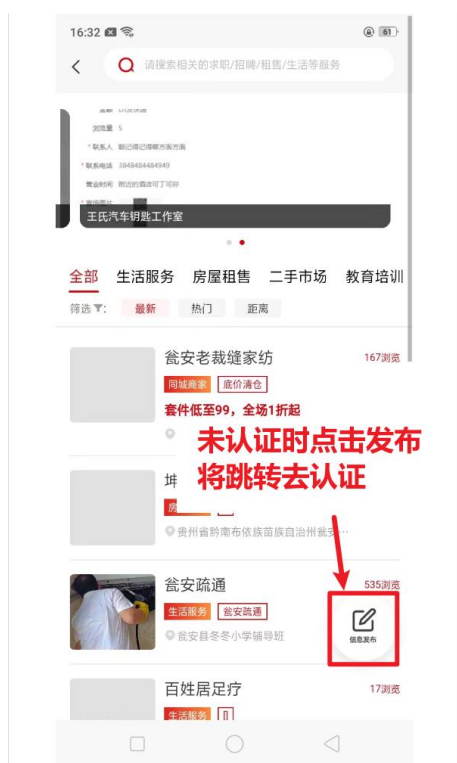 16:32
61
请搜索相关的求职/招聘/租售/生活等服务
浏览量 5
* 联系电话 3848484484949
王氏汽车钥匙工作室
全部 生活服务 房屋租售 二手市场 教育培训
筛选 : 最新 热门 距离
瓮安老裁缝家纺 167浏览
同城商家 底价清仓
套件低至99，全场1折起
未认证时点击发布
将跳转去认证
坤
房
贵州省黔南布依族苗族自治州瓮安…
瓮安疏通 535浏览
生活服务 瓮安疏通
瓮安县冬冬小学辅导班
信息发布
百姓居足疗 17浏览
生活服务